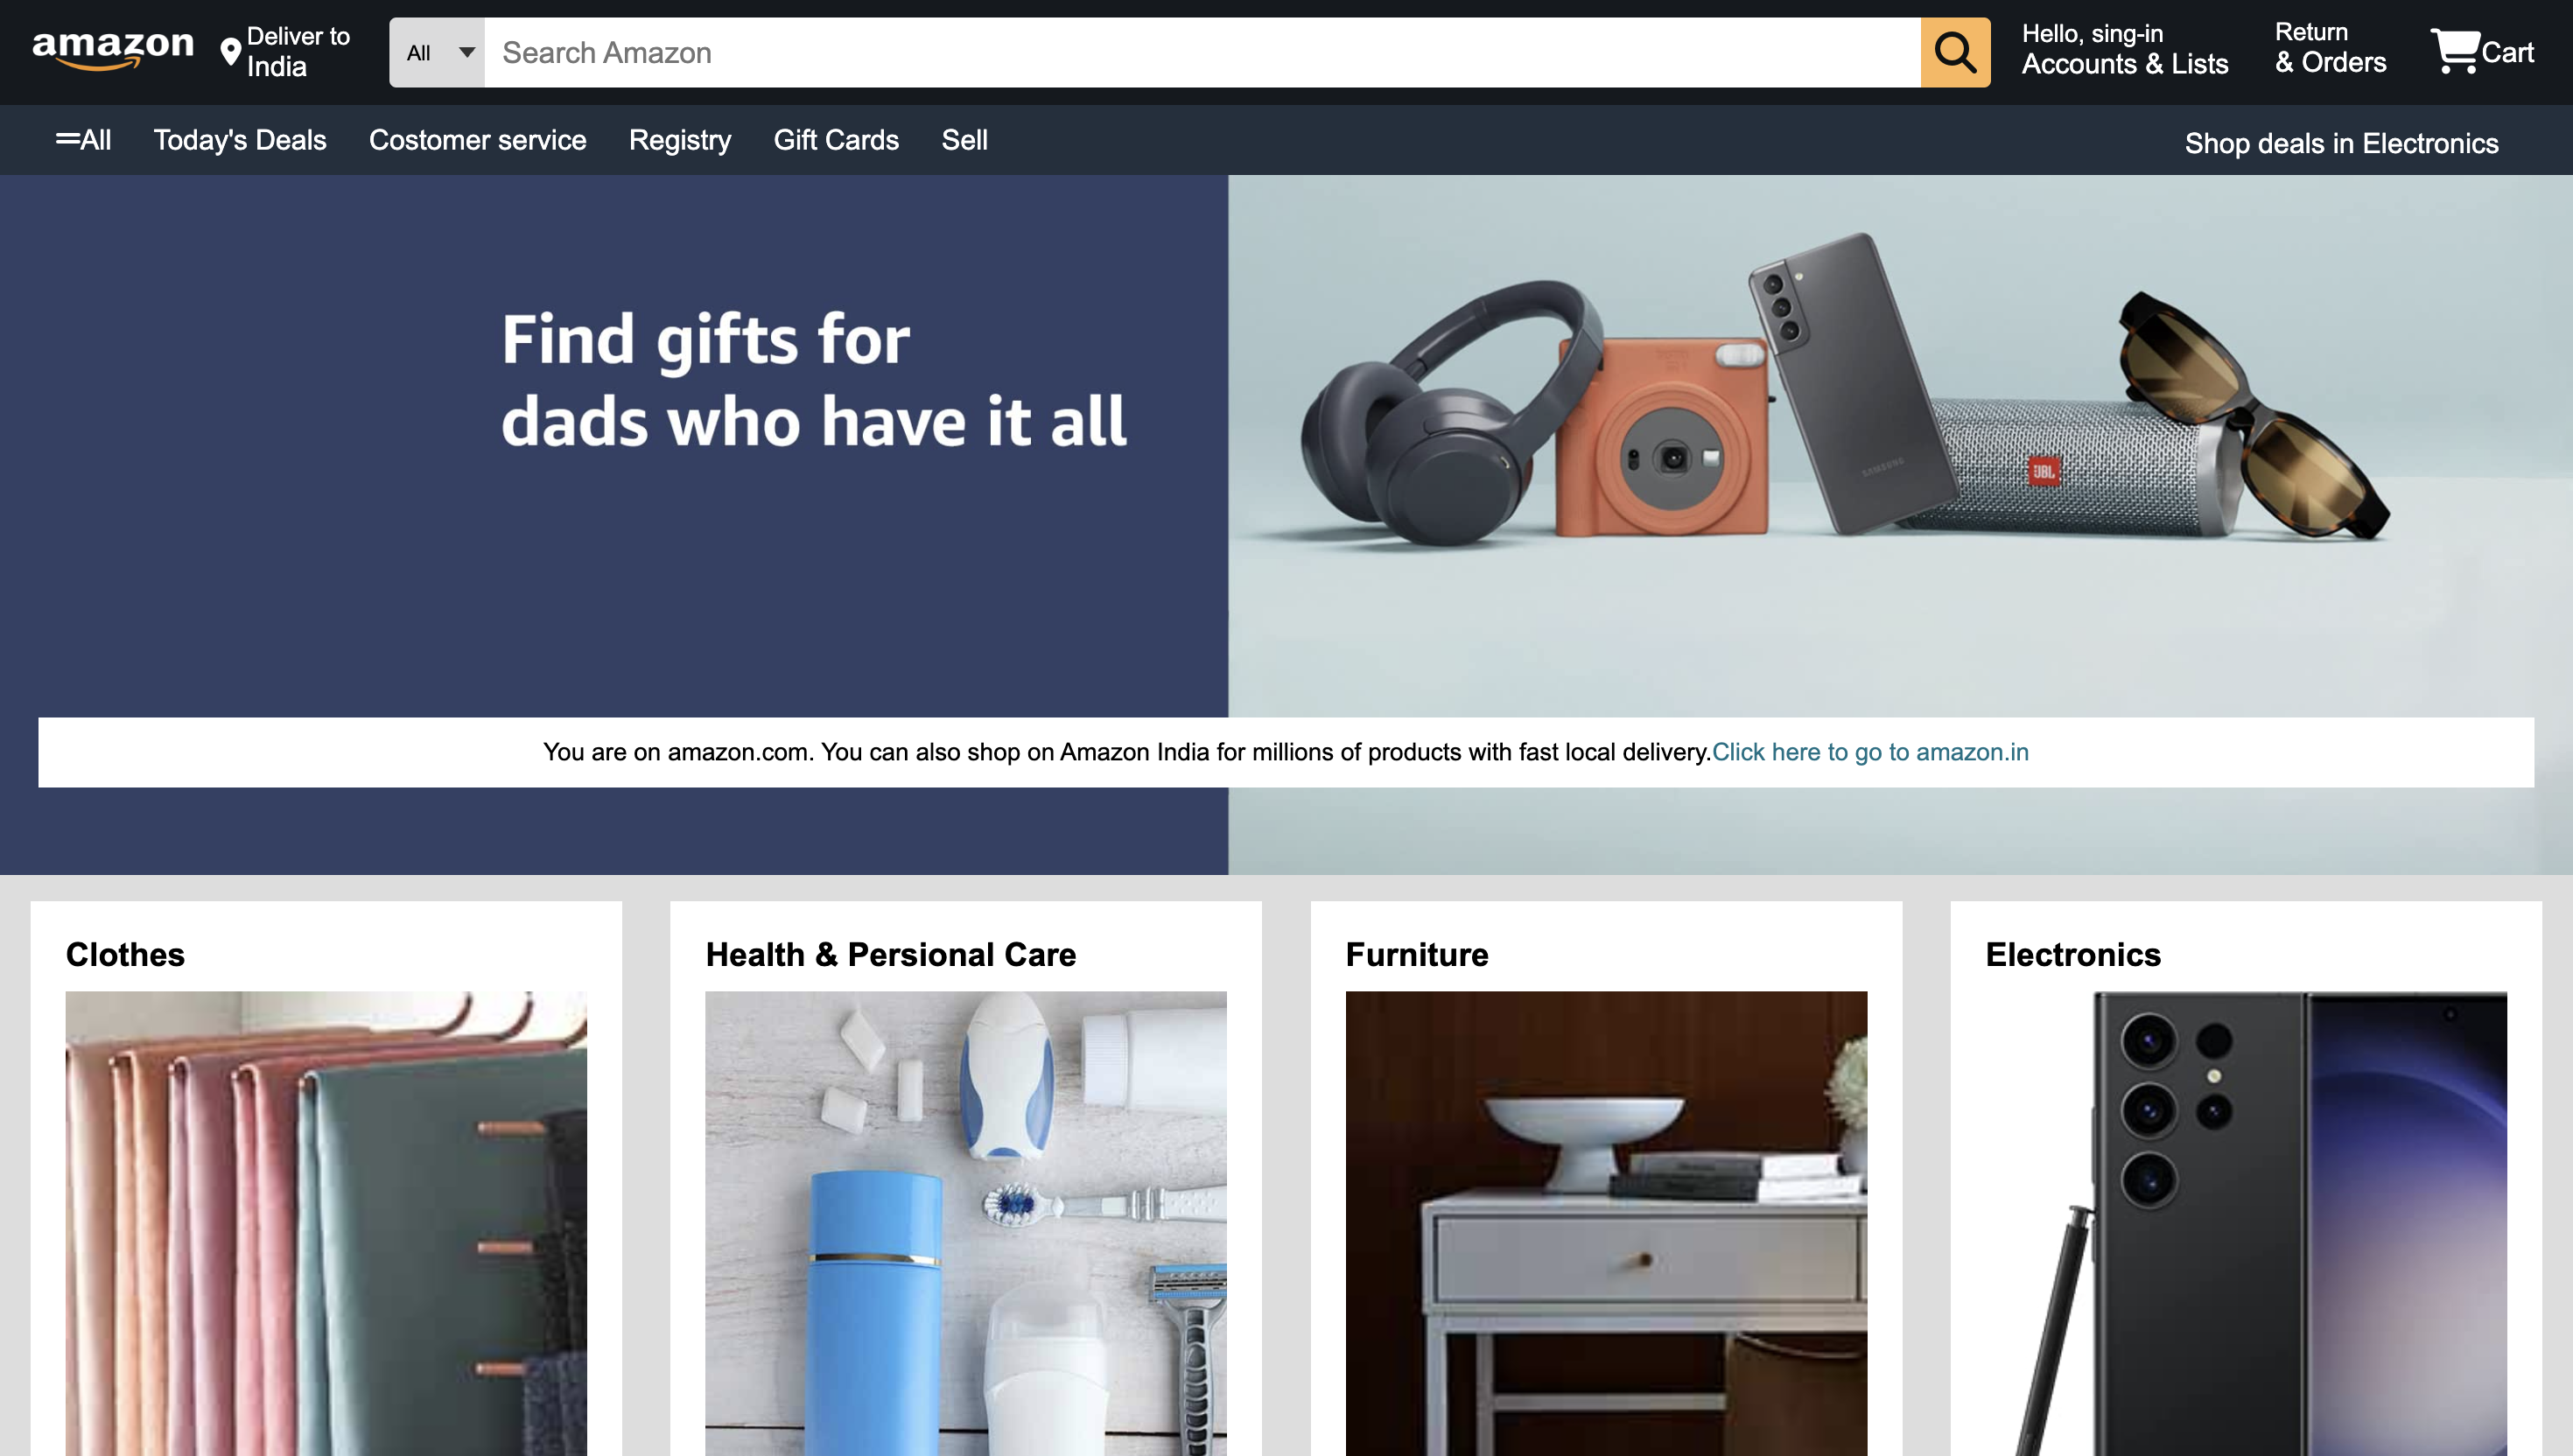 amazon
Deliver to
India
All
Search Amazon
Hello, sing-in
Accounts & Lists
Return
& Orders
Cart
All
Today's Deals
Costomer service
Registry
Gift Cards
Sell
Shop deals in Electronics
Find gifts for
dads who have it all
SAMSUNG
JBL
You are on amazon.com. You can also shop on Amazon India for millions of products with fast local delivery.Click here to go to amazon.in
Clothes
Health & Persional Care
Furniture
Electronics